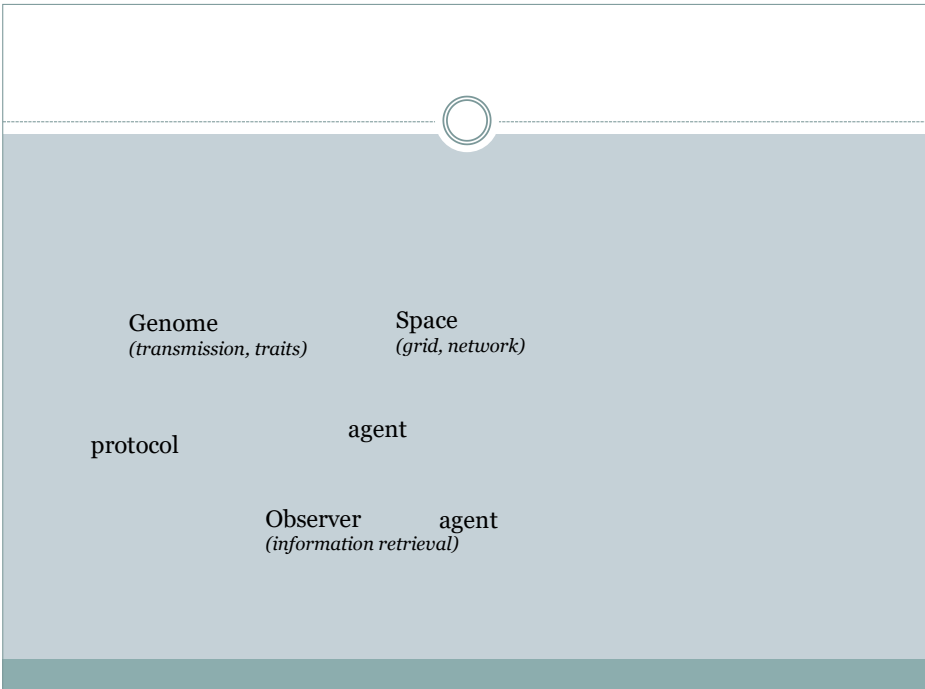 Genome
(transmission, traits)
Space
(grid, network)
agent
protocol
Observer
(information retrieval)
agent